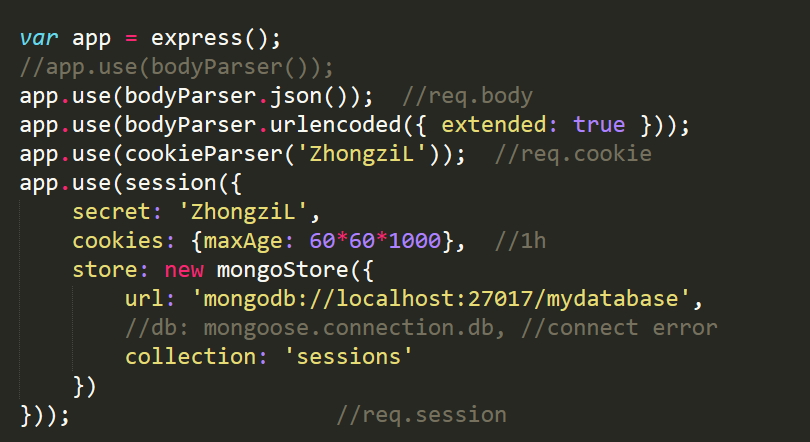 var app = express();
//app.use(bodyParser());
app.use(bodyParser.json());  //req.body
app.use(bodyParser.urlencoded({ extended: true }));
app.use(cookieParser('ZhongziL'));  //req.cookie
app.use(session({
    secret: 'ZhongziL',
    cookies: {maxAge: 60*60*1000},  //1h
    store: new mongoStore({
        url: 'mongodb://localhost:27017/mydatabase',
        //db: mongoose.connection.db, //connect error
        collection: 'sessions'
    })
}));                    //req.session